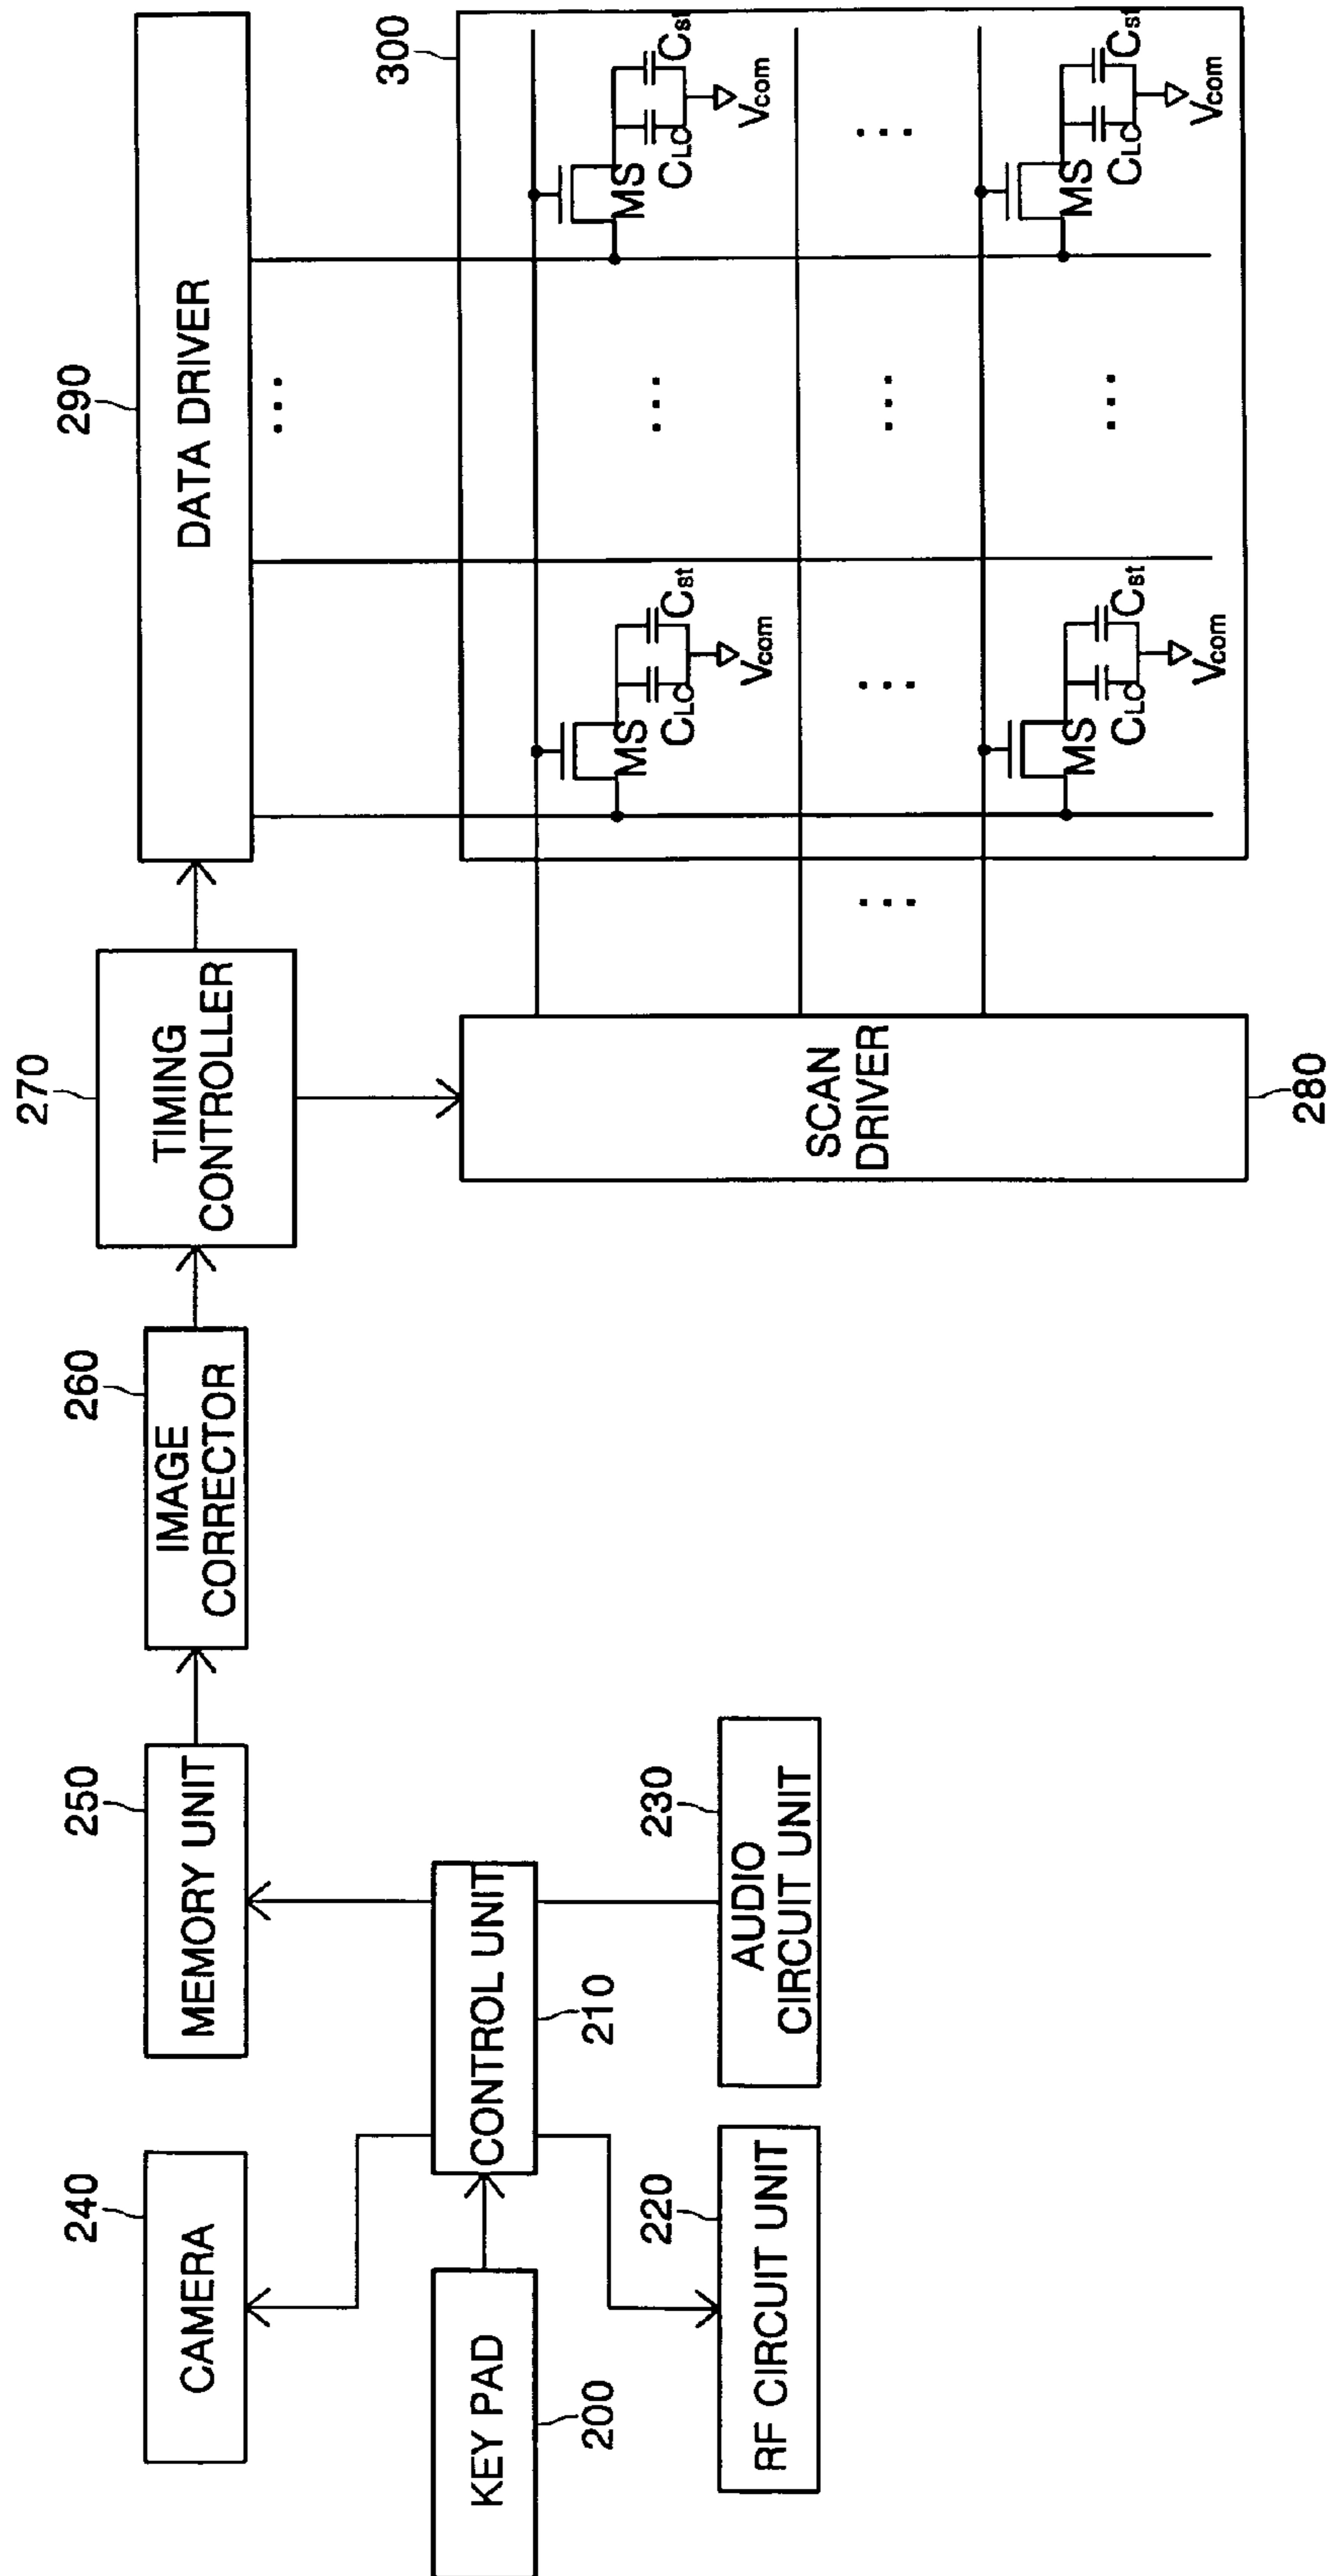 240
CAMERA
250
MEMORY UNIT
260
IMAGE
CORRECTOR
270
TIMING
CONTROLLER
290
DATA DRIVER
...
KEY PAD
200
CONTROL UNIT
210
220
RF CIRCUIT UNIT
230
AUDIO
CIRCUIT UNIT
SCAN
DRIVER
280
300
...
MS
CLC
Cst
Vcom
...
MS
CLC
Cst
Vcom
...
...
...
MS
CLC
Cst
Vcom
...
MS
CLC
Cst
Vcom